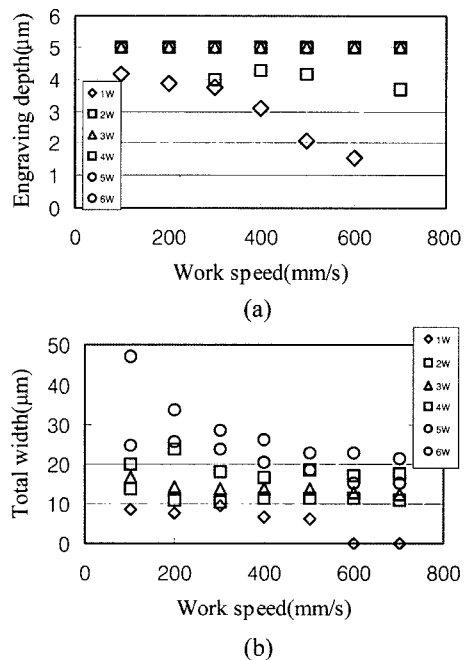 Engraving depth(μm)
6
5
4
3
2
1
0
◇ 1W
□ 2W
△ 3W
□ 4W
○ 5W
○ 6W
0 200 400 600 800
Work speed(mm/s)
(a)
Total width(μm)
50
40
30
20
10
0
◇ 1W
□ 2W
△ 3W
□ 4W
○ 5W
○ 6W
0 200 400 600 800
Work speed(mm/s)
(b)